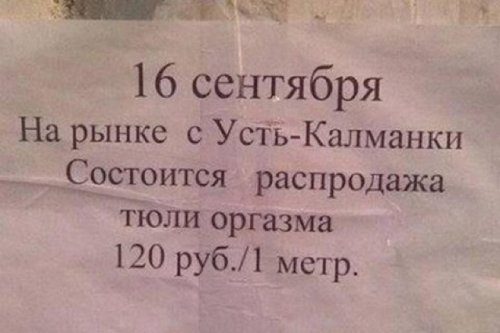 16 сентября
На рынке с Усть-Калманки
Состоится распродажа
тюли оргазма
120 руб./1 метр.